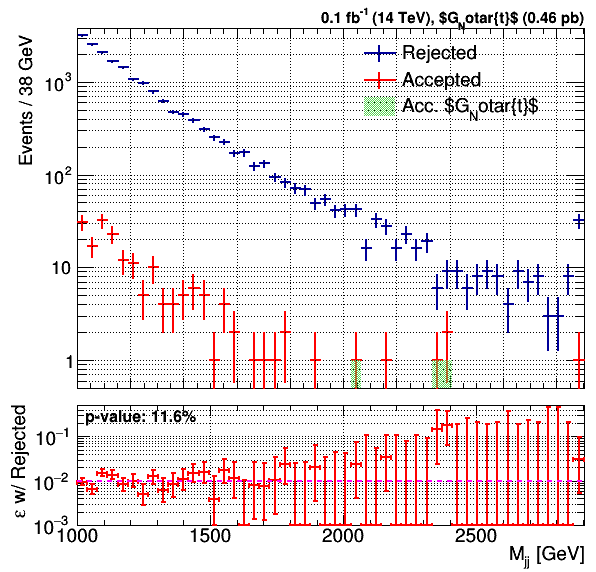 0.1 fb⁻¹ (14 TeV), $G_Notar{t}$ (0.46 pb)
Events / 38 GeV
Rejected
Accepted
Acc. $G_Notar{t}$
10³
10²
10
1
ε w/ Rejected
p-value: 11.6%
10⁻¹
10⁻²
10⁻³
1000 1500 2000 2500
M_jj [GeV]